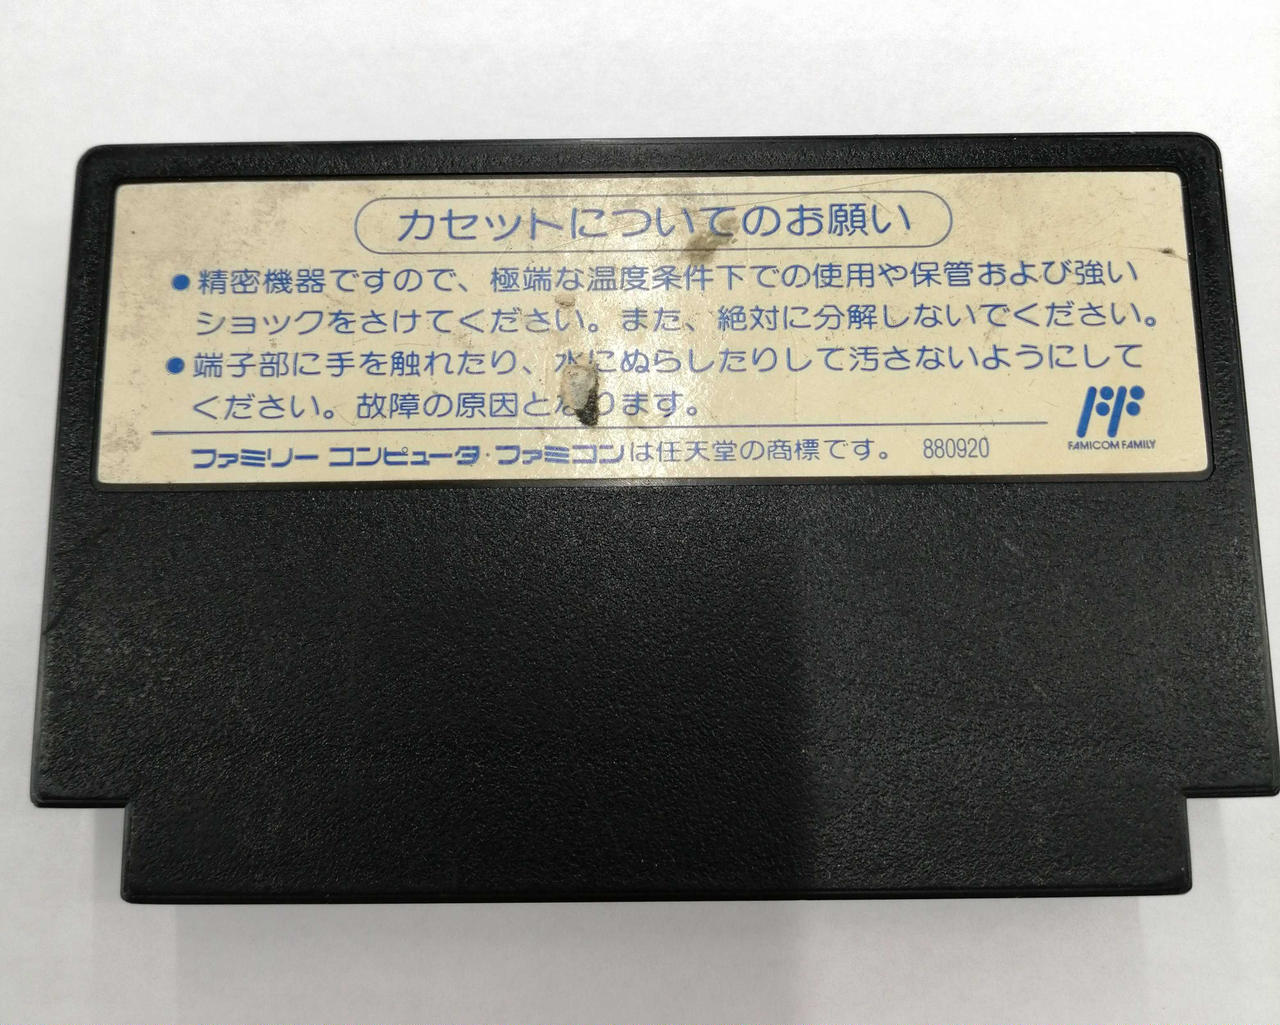 カセットについてのお願い
●精密機器ですので、極端な温度条件下での使用や保管および強い
ショックをさけてください。また、絶対に分解しないでください。
●端子部に手を触れたり、水にぬらしたりして汚さないようにして
ください。故障の原因となります。
ファミリー コンピュータ・ファミコンは任天堂の商標です。 880920
FAMICOM FAMILY